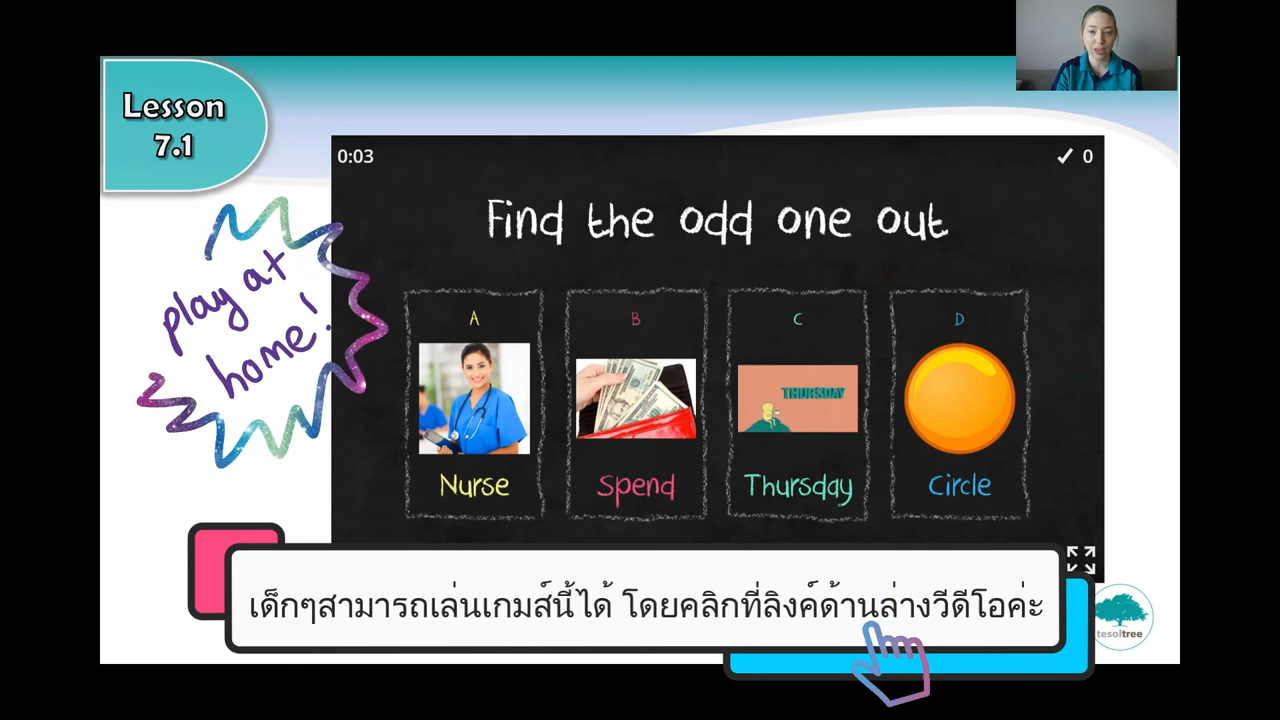 Lesson
7.1
0:03
✓ 0
Find the odd one out
play at
home!
A
B
C
D
THURSDAY
Nurse
Spend
Thursday
Circle
เด็กๆสามารถเล่นเกมส์นี้ได้ โดยคลิกที่ลิงค์ด้านล่างวีดีโอค่ะ
tesoltree